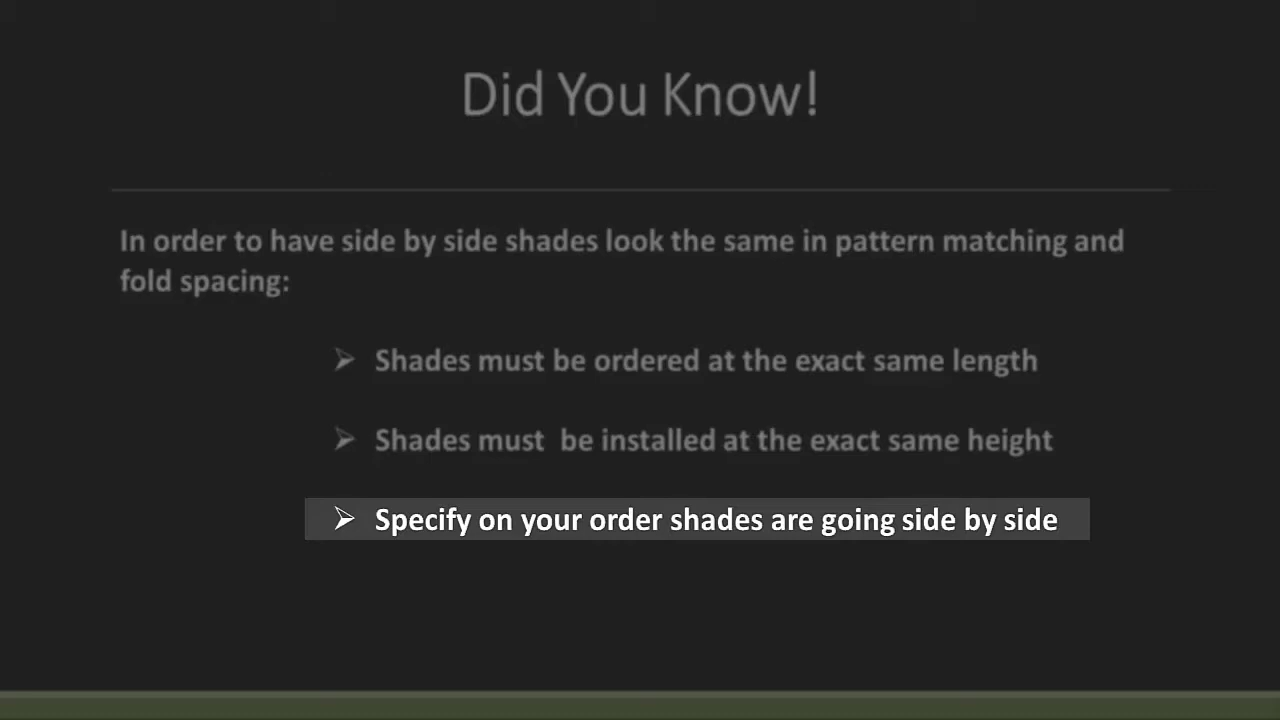 Did You Know!
In order to have side by side shades look the same in pattern matching and
fold spacing:
➢ Shades must be ordered at the exact same length
➢ Shades must  be installed at the exact same height
➢ Specify on your order shades are going side by side